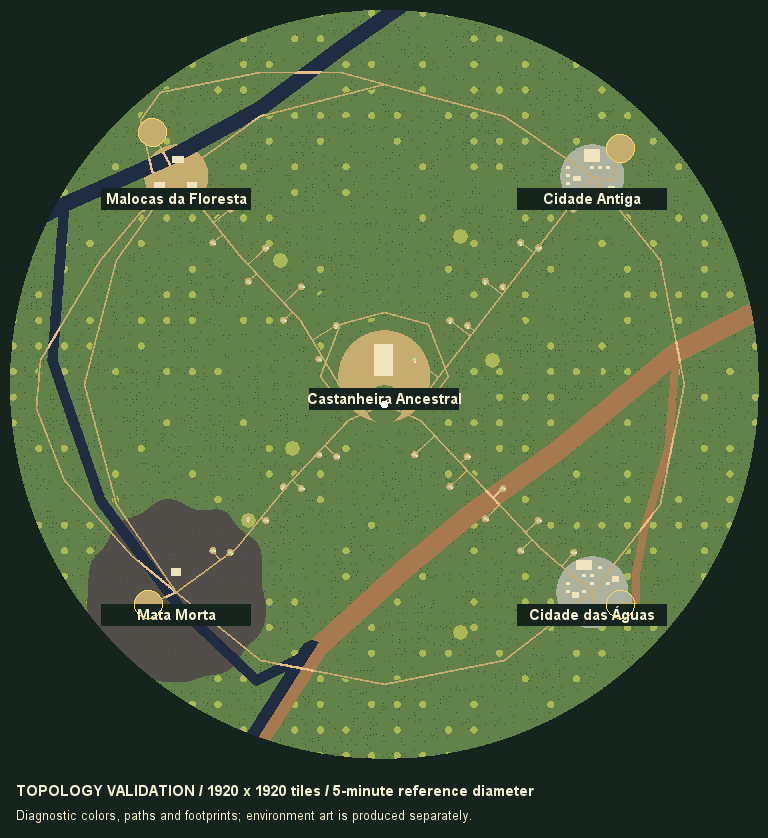 Malocas da Floresta
Cidade Antiga
Castanheira Ancestral
Mata Morta
Cidade das Águas
TOPOLOGY VALIDATION / 1920 x 1920 tiles / 5-minute reference diameter
Diagnostic colors, paths and footprints; environment art is produced separately.